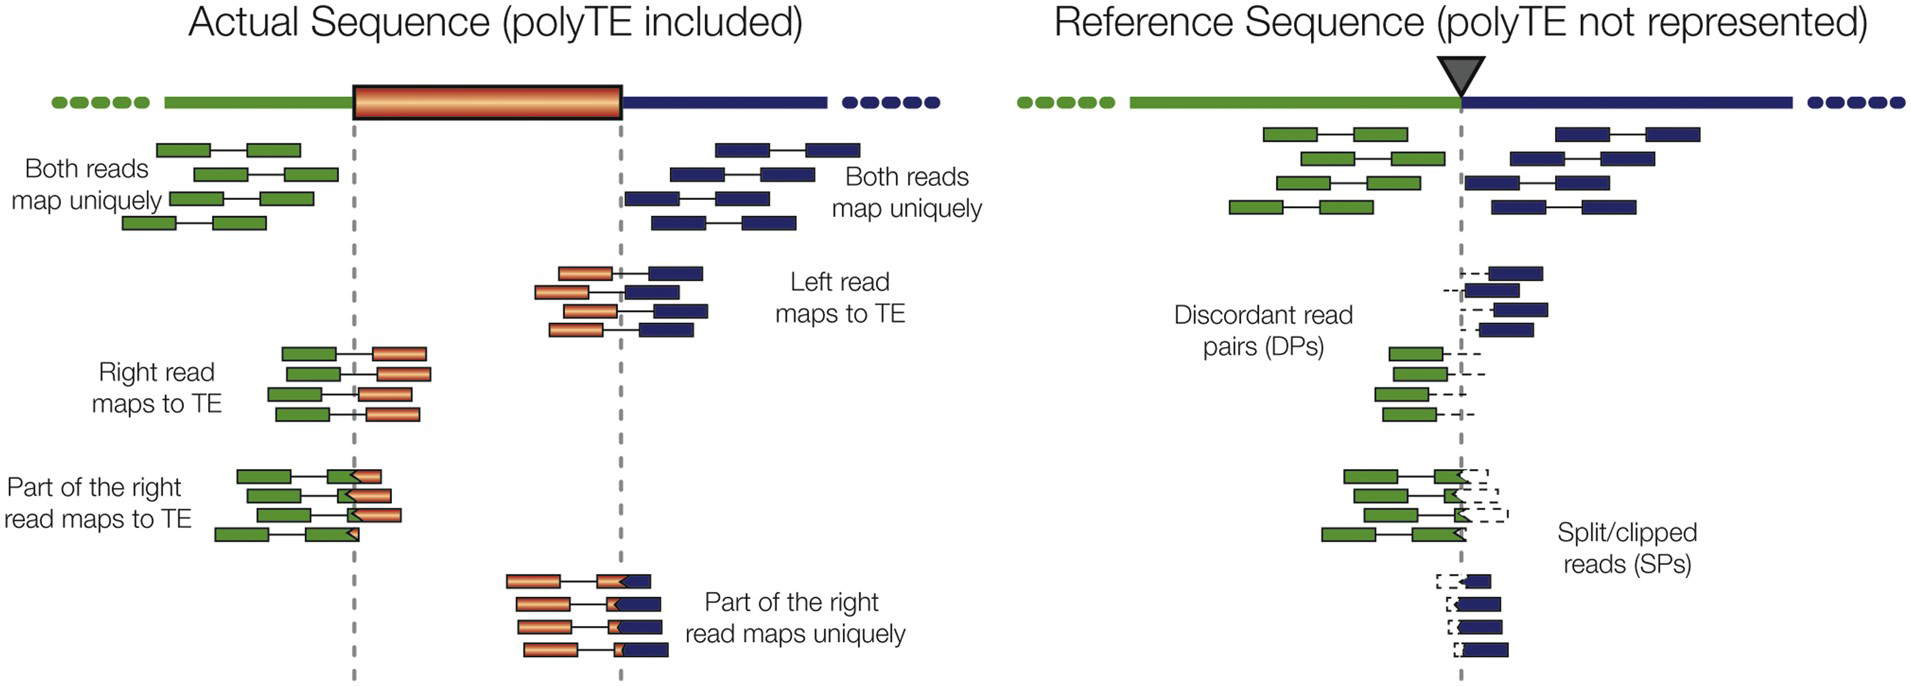 Actual Sequence (polyTE included)
Reference Sequence (polyTE not represented)
Both reads
map uniquely
Both reads
map uniquely
Left read
maps to TE
Right read
maps to TE
Part of the right
read maps to TE
Part of the right
read maps uniquely
Discordant read
pairs (DPs)
Split/clipped
reads (SPs)